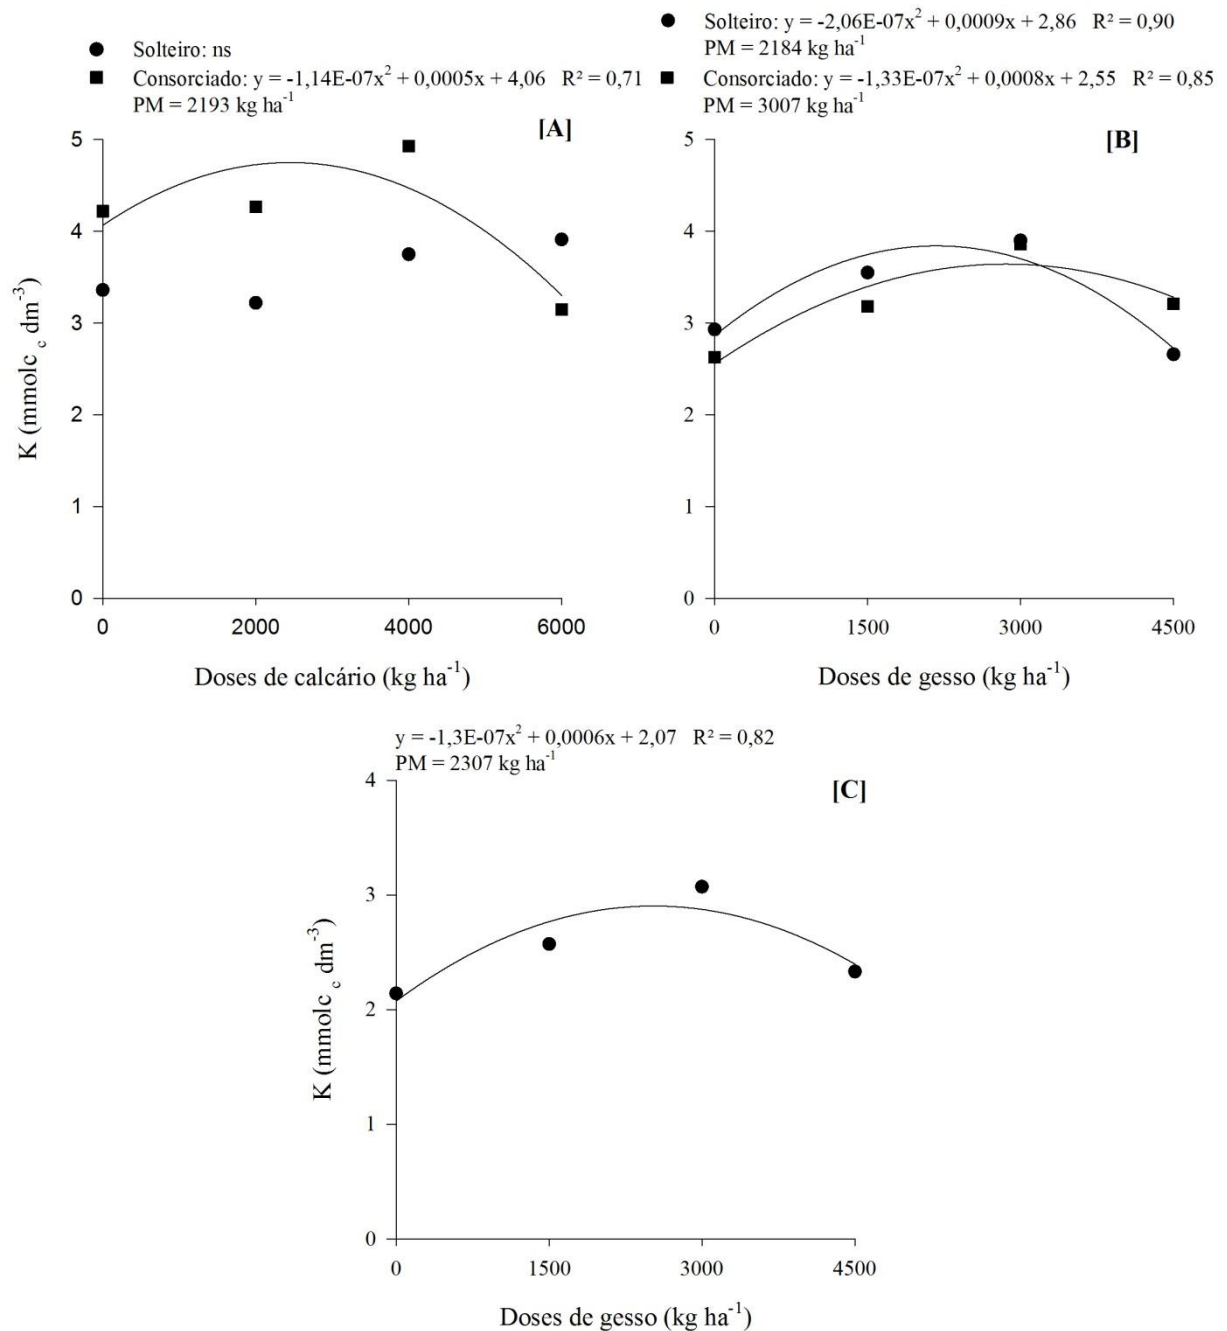 Solteiro: ns
Consorciado: y = -1,14E-07x² + 0,0005x + 4,06 R² = 0,71
PM = 2193 kg ha⁻¹
[A]
5
4
3
2
1
0
K (mmolc c dm⁻³)
0 2000 4000 6000
Doses de calcário (kg ha⁻¹)
Solteiro: y = -2,06E-07x² + 0,0009x + 2,86 R² = 0,90
PM = 2184 kg ha⁻¹
Consorciado: y = -1,33E-07x² + 0,0008x + 2,55 R² = 0,85
PM = 3007 kg ha⁻¹
[B]
5
4
3
2
1
0
0 1500 3000 4500
Doses de gesso (kg ha⁻¹)
y = -1,3E-07x² + 0,0006x + 2,07 R² = 0,82
PM = 2307 kg ha⁻¹
[C]
4
3
2
1
0
K (mmolc c dm⁻³)
0 1500 3000 4500
Doses de gesso (kg ha⁻¹)